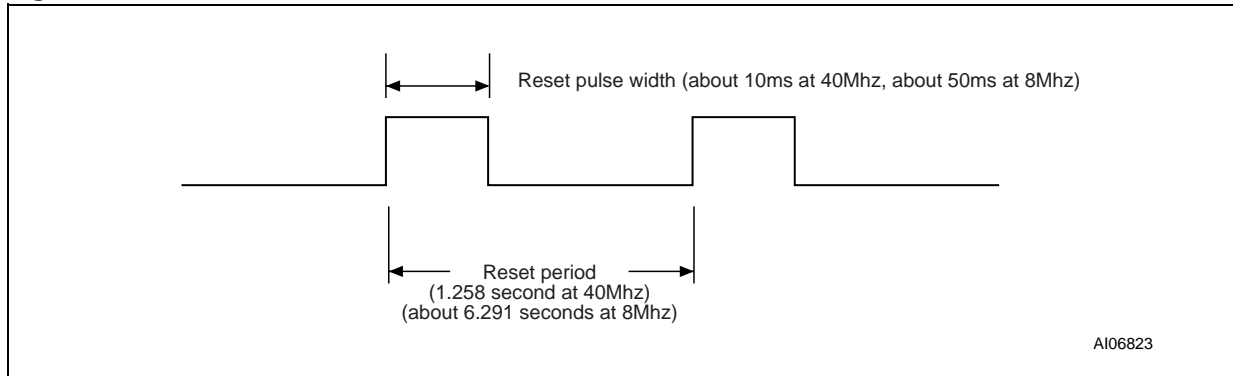 Reset pulse width (about 10ms at 40Mhz, about 50ms at 8Mhz)
Reset period
(1.258 second at 40Mhz)
(about 6.291 seconds at 8Mhz)
AI06823